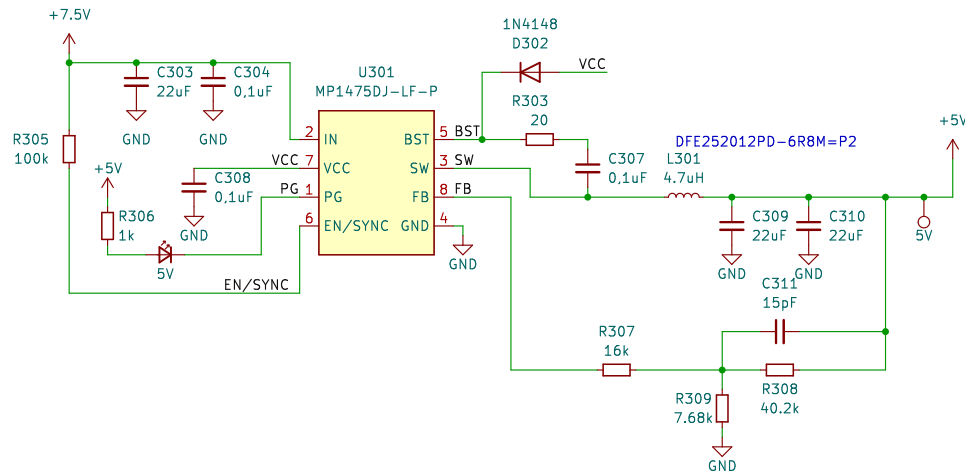 +7.5V
1N4148
D302
VCC
C303
22uF
GND
C304
0,1uF
GND
U301
MP1475DJ-LF-P
R303
20
2 IN
7 VCC
1 PG
6 EN/SYNC
BST 5 BST
SW 3 SW
FB 8 FB
GND 4
GND
R305
100k
+5V
VCC
C308
0,1uF
GND
PG
R306
1k
5V
EN/SYNC
C307
0,1uF
DFE252012PD-6R8M=P2
L301
4.7uH
+5V
C309
22uF
GND
C310
22uF
GND
5V
C311
15pF
R307
16k
R308
40.2k
R309
7.68k
GND